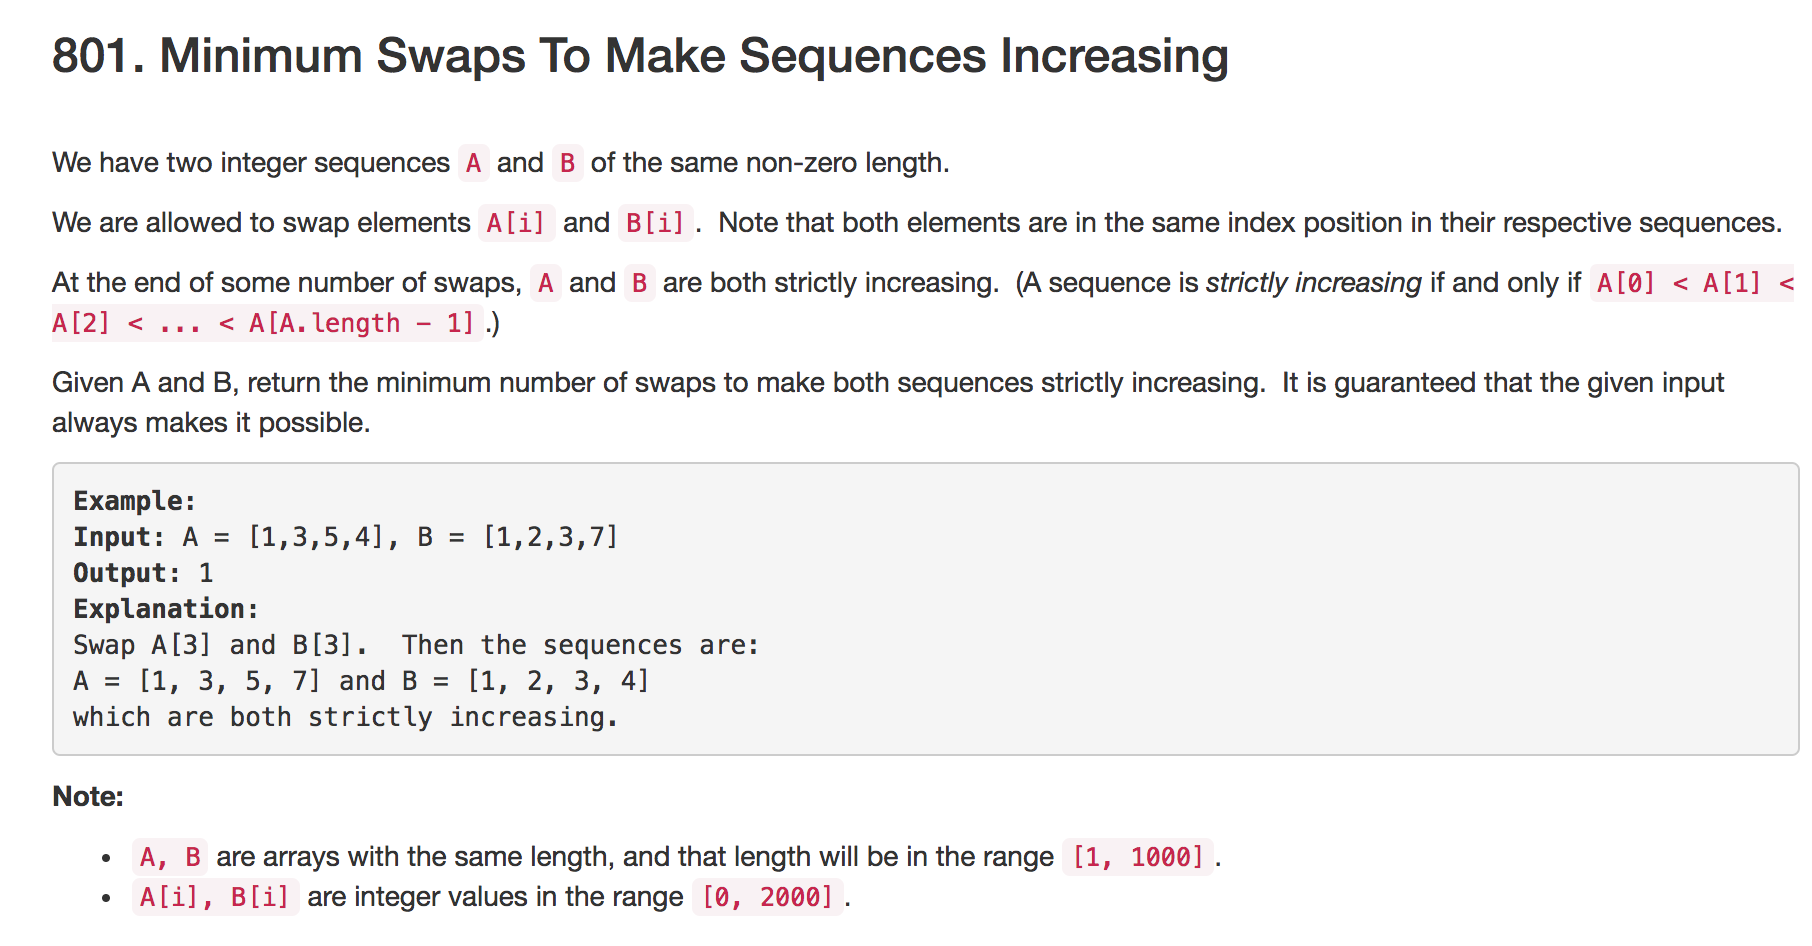 801. Minimum Swaps To Make Sequences Increasing
We have two integer sequences A and B of the same non-zero length.
We are allowed to swap elements A[i] and B[i].  Note that both elements are in the same index position in their respective sequences.
At the end of some number of swaps, A and B are both strictly increasing.  (A sequence is strictly increasing if and only if A[0] < A[1] <
A[2] < ... < A[A.length - 1].)
Given A and B, return the minimum number of swaps to make both sequences strictly increasing.  It is guaranteed that the given input
always makes it possible.
Example:
Input: A = [1,3,5,4], B = [1,2,3,7]
Output: 1
Explanation:
Swap A[3] and B[3].  Then the sequences are:
A = [1, 3, 5, 7] and B = [1, 2, 3, 4]
which are both strictly increasing.
Note:
• A, B are arrays with the same length, and that length will be in the range [1, 1000].
• A[i], B[i] are integer values in the range [0, 2000].